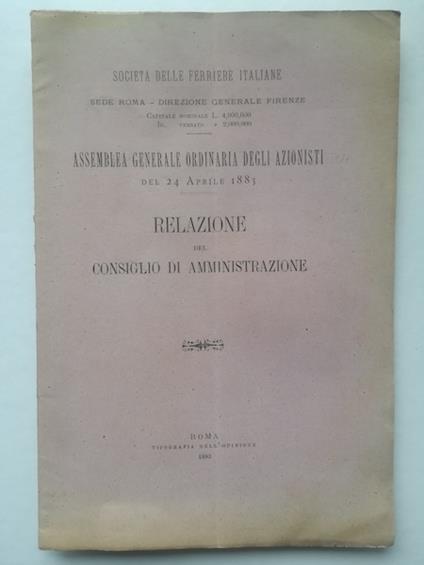 SOCIETÀ DELLE FERRIERE ITALIANE
SEDE ROMA – DIREZIONE GENERALE FIRENZE
CAPITALE NOMINALE L. 4,000,000
ID. VERSATO » 2,000,000
ASSEMBLEA GENERALE ORDINARIA DEGLI AZIONISTI
DEL 24 APRILE 1883
RELAZIONE
DEL
CONSIGLIO DI AMMINISTRAZIONE
ROMA
TIPOGRAFIA DELL'OPINIONE
1883